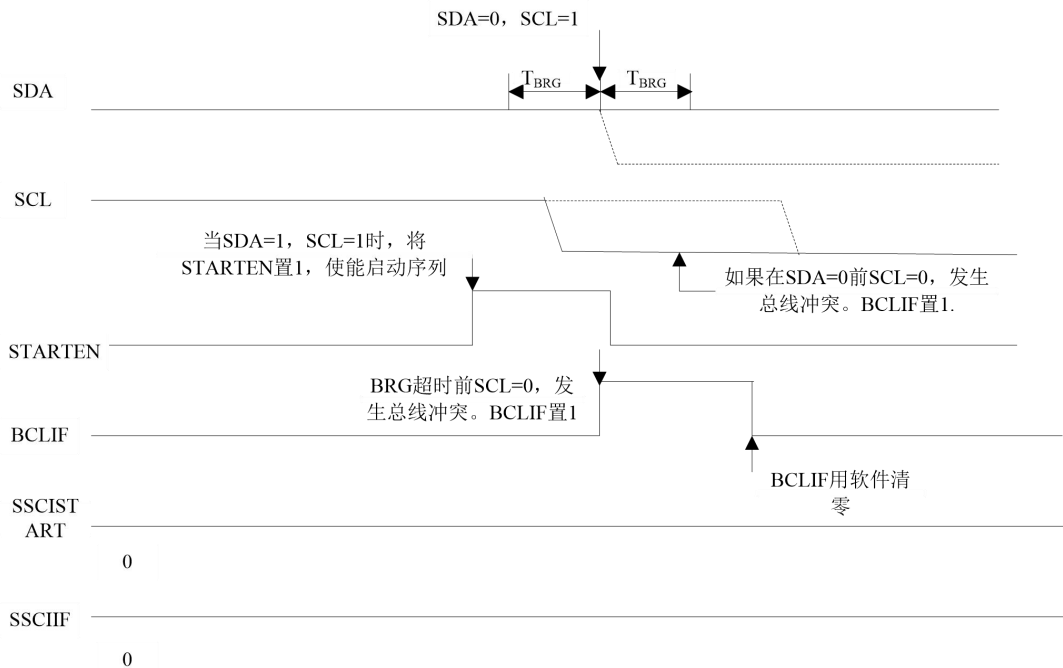 SDA=0，SCL=1
SDA
TBRG
TBRG
SCL
当SDA=1，SCL=1时，将
STARTEN置1，使能启动序列
如果在SDA=0前SCL=0，发生
总线冲突。BCLIF置1.
STARTEN
BRG超时前SCL=0，发
生总线冲突。BCLIF置1
BCLIF
BCLIF用软件清
零
SSCIST
ART
0
SSCIIF
0